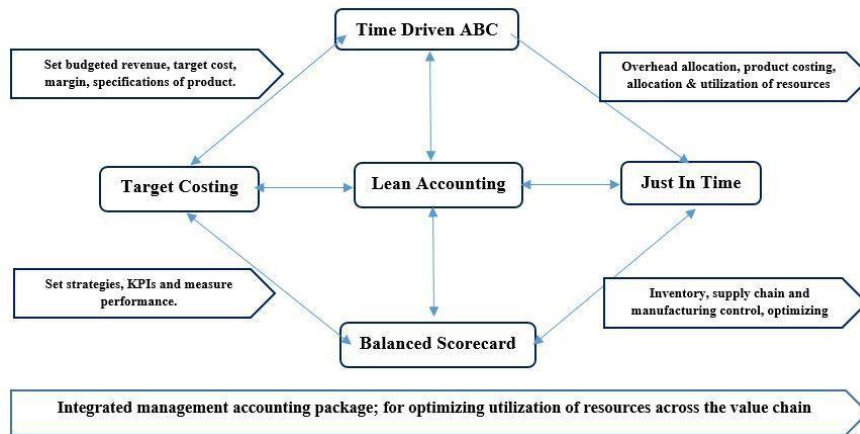 Time Driven ABC
Set budgeted revenue, target cost,
margin, specifications of product.
Overhead allocation, product costing,
allocation & utilization of resources
Target Costing
Lean Accounting
Just In Time
Set strategies, KPIs and measure
performance.
Inventory, supply chain and
manufacturing control, optimizing
Balanced Scorecard
Integrated management accounting package; for optimizing utilization of resources across the value chain